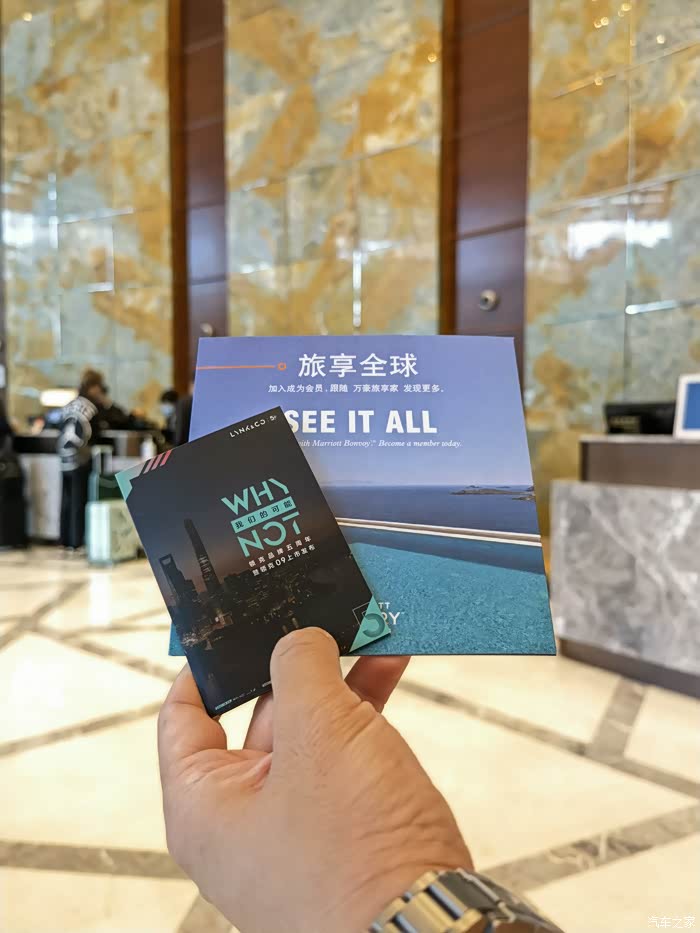 旅享全球
加入成为会员,跟随 万豪旅享家 发现更多。
SEE IT ALL
with Marriott Bonvoy.™ Become a member today.
LYNK&CO
WHY
我们的可能
NOT
领克品牌五周年
暨领克09上市发布
汽车之家